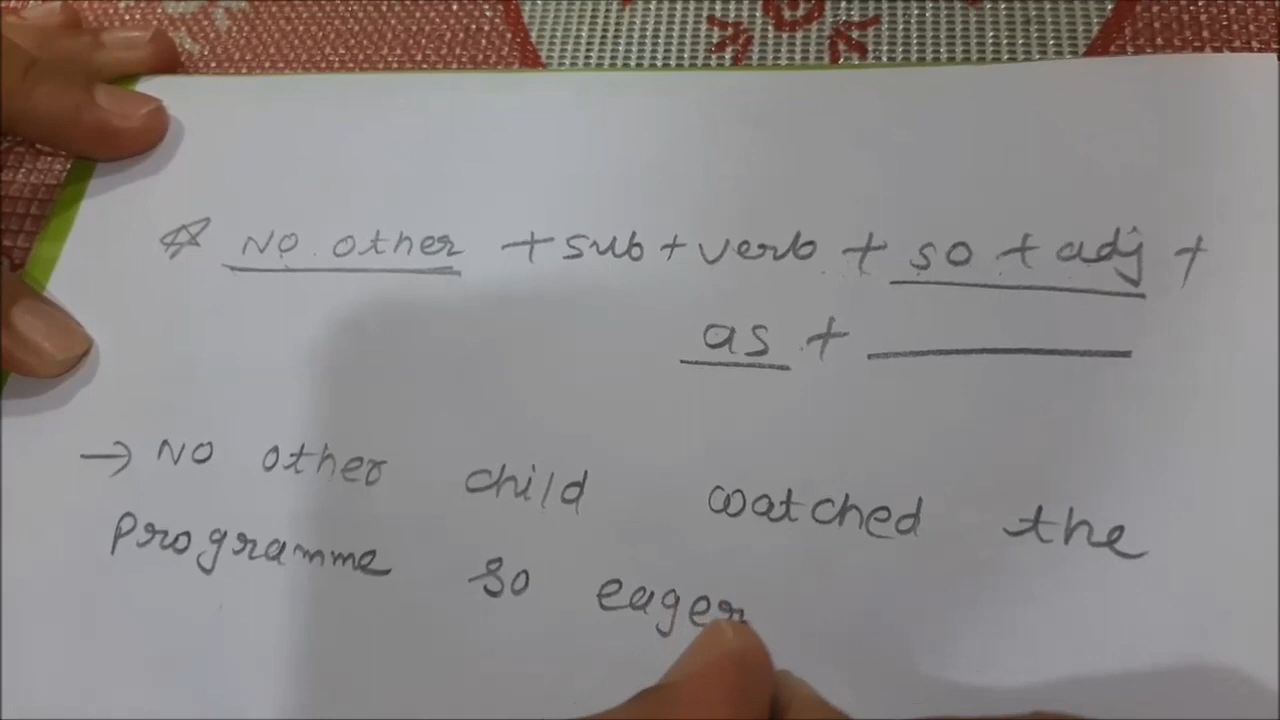 ☆ No other + sub + verb + so + adj +
as + ________
→ No other child watched the
programme so eager